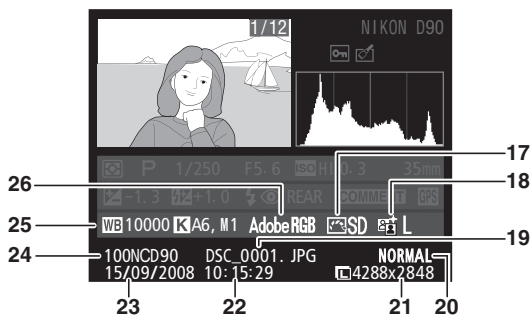 1/12
NIKON D90
P 1/250 F5.6 ISO HI 0.3 35mm
-1.3 +1.0 REAR COMMENT GPS
WB 10000 K A6, M1 Adobe RGB SD L
100NCD90 DSC_0001. JPG NORMAL
15/09/2008 10:15:29 L 4288x2848
17
18
19
20
21
22
23
24
25
26